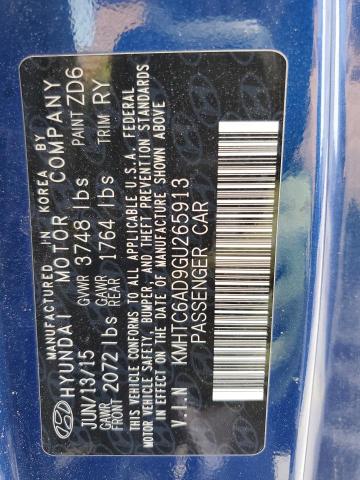 MANUFACTURED IN KOREA BY
HYUNDAI MOTOR COMPANY
JUN/13/15 GVWR 3748 lbs PAINT ZD6
GAWR FRONT 2072 lbs GAWR REAR 1764 lbs TRIM RY
THIS VEHICLE CONFORMS TO ALL APPLICABLE U.S.A. FEDERAL
MOTOR VEHICLE SAFETY, BUMPER, AND THEFT PREVENTION STANDARDS
IN EFFECT ON THE DATE OF MANUFACTURE SHOWN ABOVE
V.I.N KMHTC6AD9GU265913
PASSENGER CAR